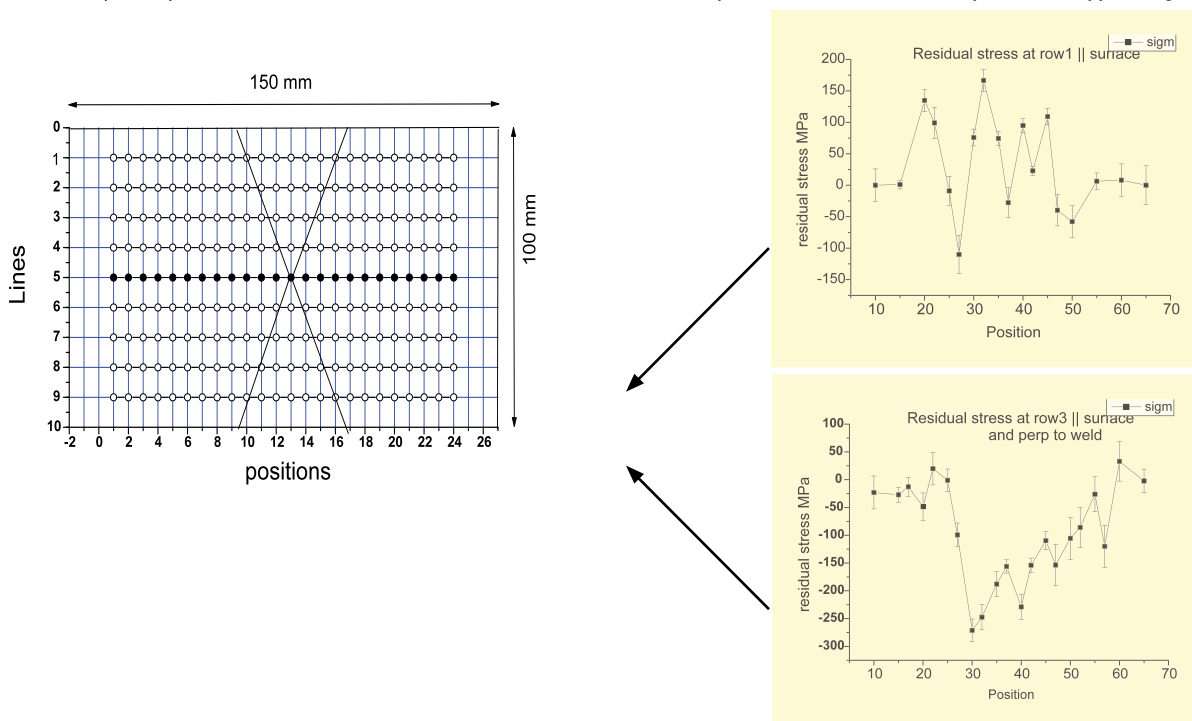 150 mm
0
1
2
3
4
5
6
7
8
9
10
-2 0 2 4 6 8 10 12 14 16 18 20 22 24 26
Lines
positions
100 mm
sigm
Residual stress at row1 || surface
200
150
100
50
0
-50
-100
-150
residual stress MPa
10 20 30 40 50 60 70
Position
sigm
Residual stress at row3 || surface
and perp to weld
100
50
0
-50
-100
-150
-200
-250
-300
residual stress MPa
10 20 30 40 50 60 70
Position